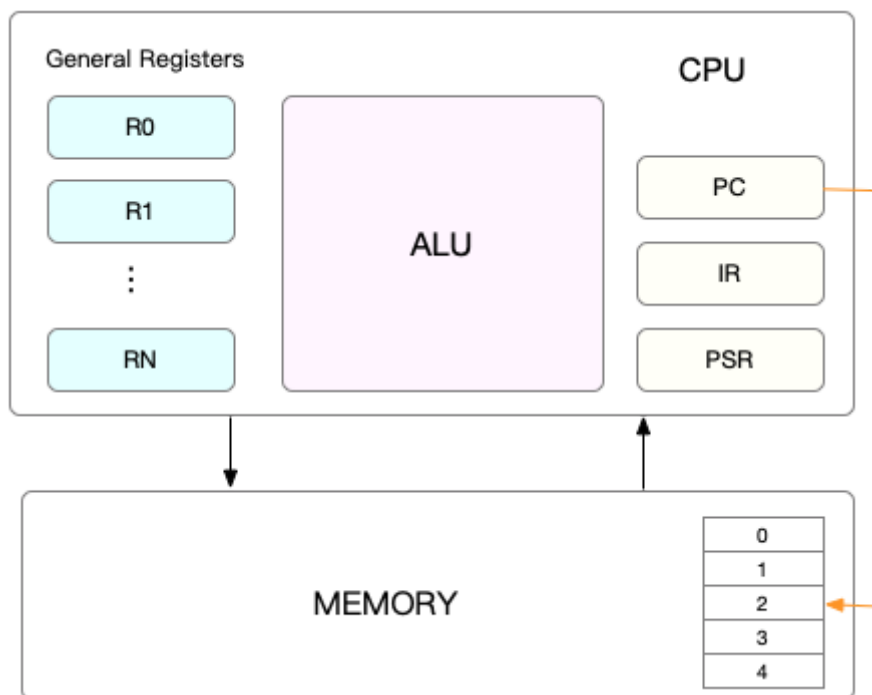 General Registers
CPU
R0
R1
⋮
RN
ALU
PC
IR
PSR
MEMORY
0
1
2
3
4